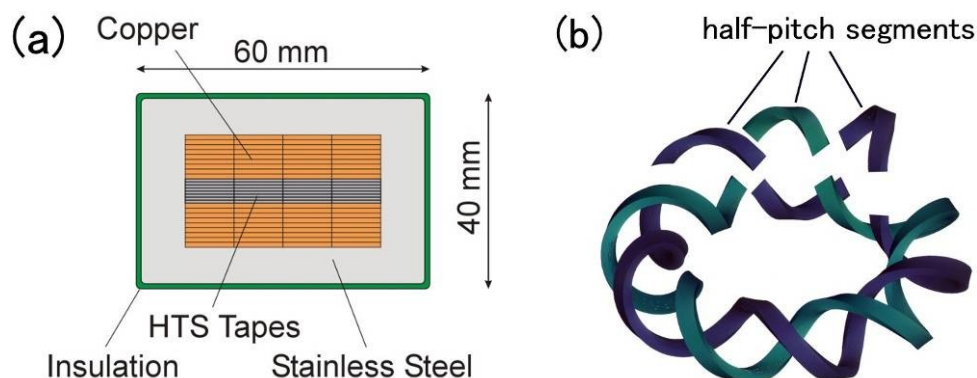 (a)
Copper
60 mm
40 mm
HTS Tapes
Insulation
Stainless Steel
(b)
half-pitch segments